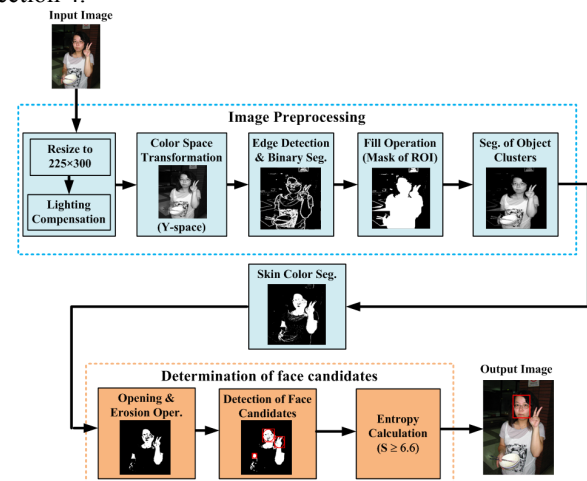 Input Image
Image Preprocessing
Resize to
225×300
Lighting
Compensation
Color Space
Transformation
(Y-space)
Edge Detection
& Binary Seg.
Fill Operation
(Mask of ROI)
Seg. of Object
Clusters
Skin Color Seg.
Determination of face candidates
Opening &
Erosion Oper.
Detection of Face
Candidates
Entropy
Calculation
(S ≥ 6.6)
Output Image